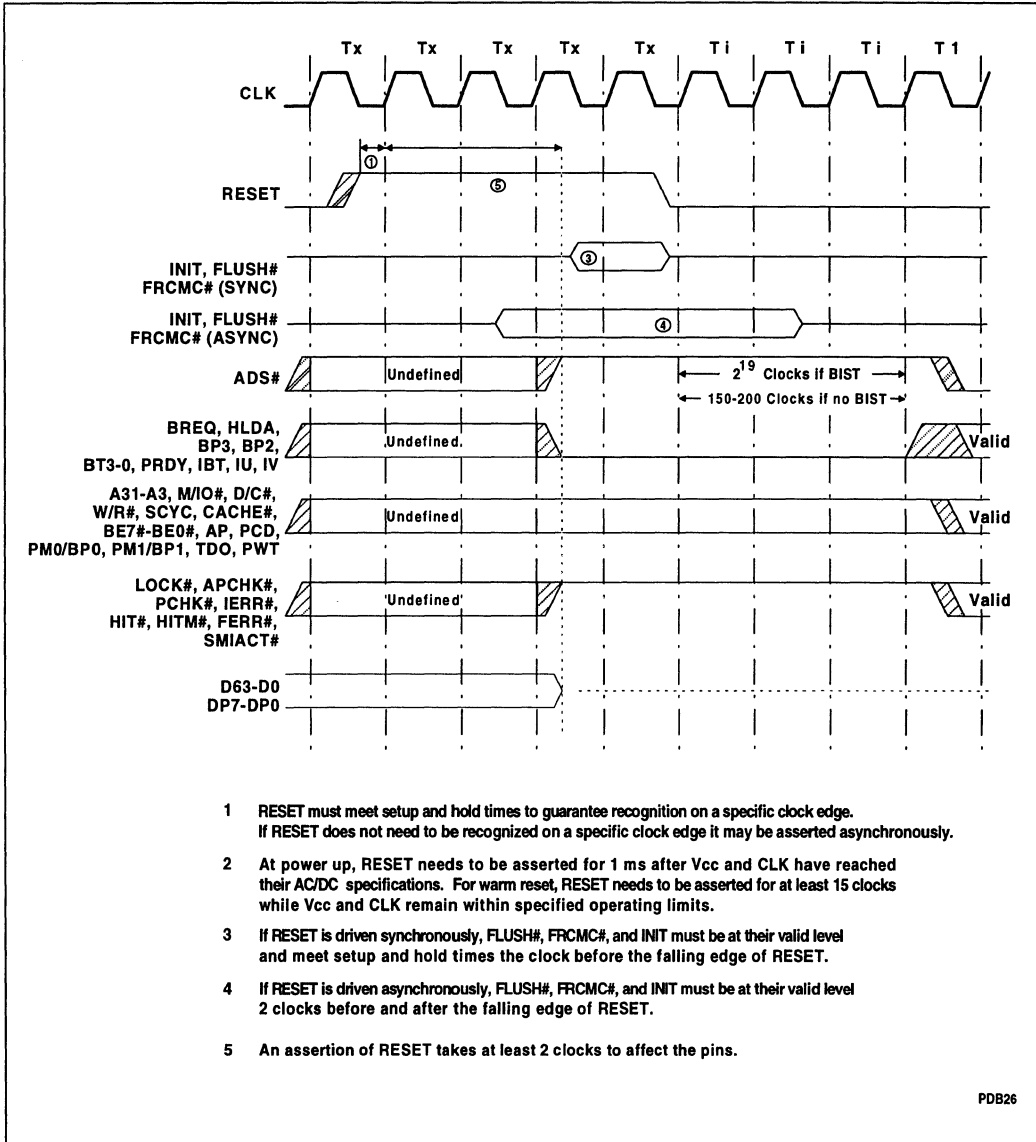 Tx Tx Tx Tx Tx Ti Ti Ti T1
CLK
①
RESET
⑤
INIT, FLUSH#
FRCMC# (SYNC)
③
INIT, FLUSH#
FRCMC# (ASYNC)
④
ADS#
Undefined
2^19 Clocks if BIST
150-200 Clocks if no BIST
BREQ, HLDA,
BP3, BP2,
BT3-0, PRDY, IBT, IU, IV
Undefined
Valid
A31-A3, M/IO#, D/C#,
W/R#, SCYC, CACHE#,
BE7#-BE0#, AP, PCD,
PM0/BP0, PM1/BP1, TDO, PWT
Undefined
Valid
LOCK#, APCHK#,
PCHK#, IERR#,
HIT#, HITM#, FERR#,
SMIACT#
Undefined
Valid
D63-D0
DP7-DP0
1 RESET must meet setup and hold times to guarantee recognition on a specific clock edge.
If RESET does not need to be recognized on a specific clock edge it may be asserted asynchronously.
2 At power up, RESET needs to be asserted for 1 ms after Vcc and CLK have reached
their AC/DC specifications. For warm reset, RESET needs to be asserted for at least 15 clocks
while Vcc and CLK remain within specified operating limits.
3 If RESET is driven synchronously, FLUSH#, FRCMC#, and INIT must be at their valid level
and meet setup and hold times the clock before the falling edge of RESET.
4 If RESET is driven asynchronously, FLUSH#, FRCMC#, and INIT must be at their valid level
2 clocks before and after the falling edge of RESET.
5 An assertion of RESET takes at least 2 clocks to affect the pins.
PDB26